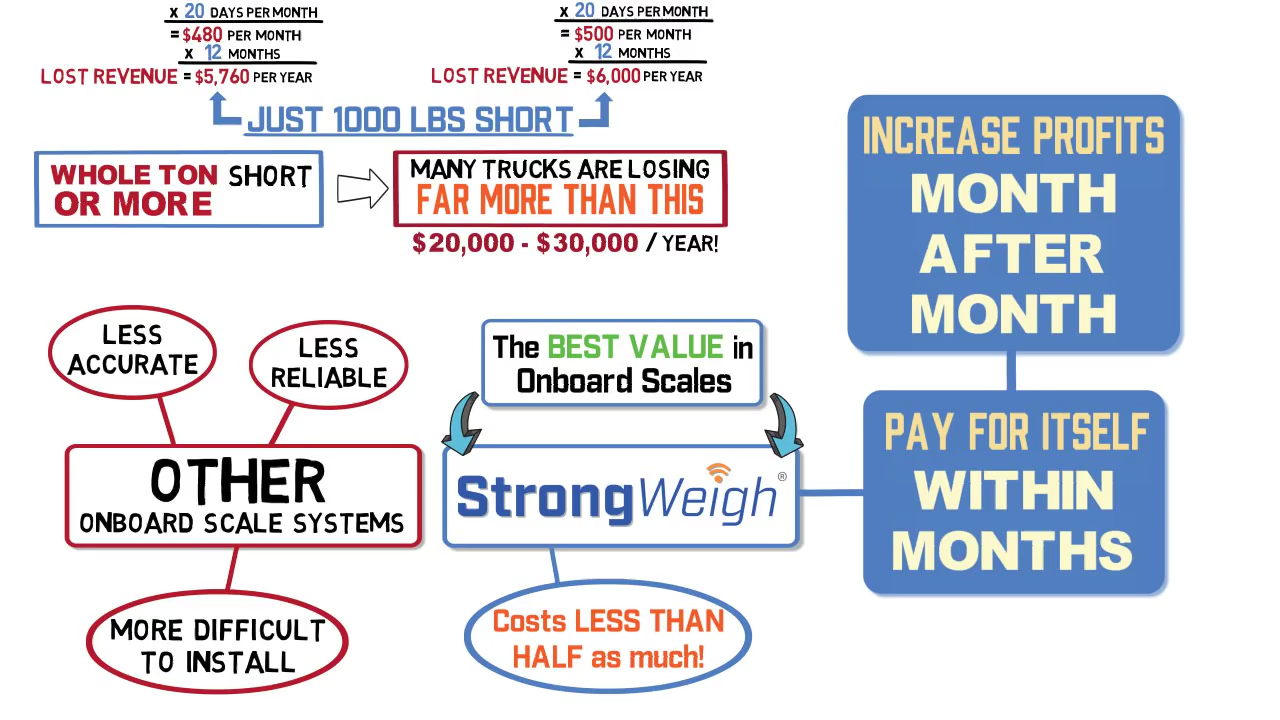 x 20 DAYS PER MONTH
= $480 PER MONTH
x 12 MONTHS
LOST REVENUE = $5,760 PER YEAR
x 20 DAYS PER MONTH
= $500 PER MONTH
x 12 MONTHS
LOST REVENUE = $6,000 PER YEAR
JUST 1000 LBS SHORT
WHOLE TON SHORT
OR MORE
MANY TRUCKS ARE LOSING
FAR MORE THAN THIS
$20,000 - $30,000 / YEAR!
LESS
ACCURATE
LESS
RELIABLE
OTHER
ONBOARD SCALE SYSTEMS
MORE DIFFICULT
TO INSTALL
The BEST VALUE in
Onboard Scales
StrongWeigh®
Costs LESS THAN
HALF as much!
INCREASE PROFITS
MONTH
AFTER
MONTH
PAY FOR ITSELF
WITHIN
MONTHS